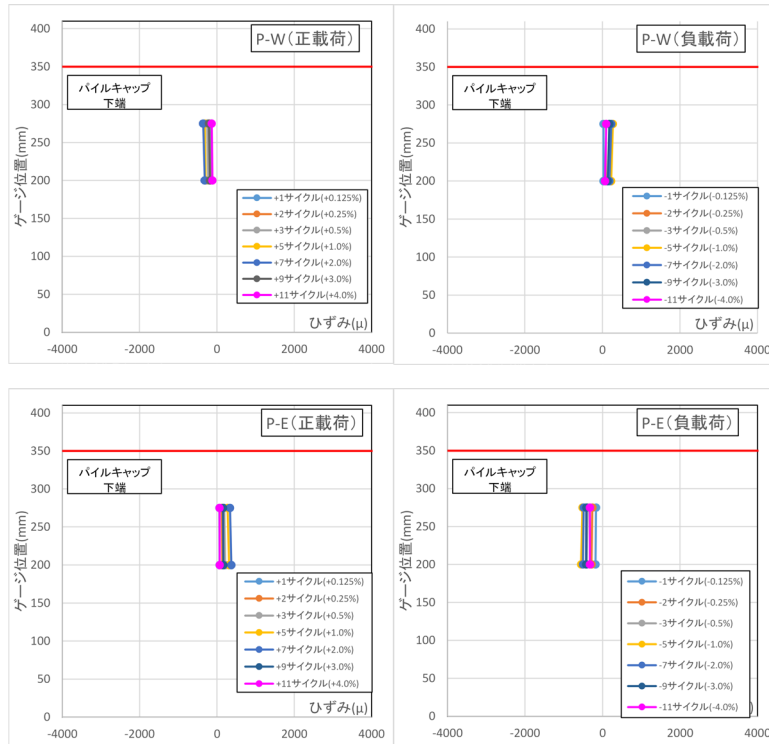 P-W(正載荷)
400
350
300
250
200
150
100
50
0
ゲージ位置(mm)
パイルキャップ
下端
+1サイクル(+0.125%)
+2サイクル(+0.25%)
+3サイクル(+0.5%)
+5サイクル(+1.0%)
+7サイクル(+2.0%)
+9サイクル(+3.0%)
+11サイクル(+4.0%)
ひずみ(μ)
-4000 -2000 0 2000 4000
P-W(負載荷)
400
350
300
250
200
150
100
50
0
ゲージ位置(mm)
パイルキャップ
下端
-1サイクル(-0.125%)
-2サイクル(-0.25%)
-3サイクル(-0.5%)
-5サイクル(-1.0%)
-7サイクル(-2.0%)
-9サイクル(-3.0%)
-11サイクル(-4.0%)
ひずみ(μ)
-4000 -2000 0 2000 4000
P-E(正載荷)
400
350
300
250
200
150
100
50
0
ゲージ位置(mm)
パイルキャップ
下端
+1サイクル(+0.125%)
+2サイクル(+0.25%)
+3サイクル(+0.5%)
+5サイクル(+1.0%)
+7サイクル(+2.0%)
+9サイクル(+3.0%)
+11サイクル(+4.0%)
ひずみ(μ)
-4000 -2000 0 2000 4000
P-E(負載荷)
400
350
300
250
200
150
100
50
0
ゲージ位置(mm)
パイルキャップ
下端
-1サイクル(-0.125%)
-2サイクル(-0.25%)
-3サイクル(-0.5%)
-5サイクル(-1.0%)
-7サイクル(-2.0%)
-9サイクル(-3.0%)
-11サイクル(-4.0%)
-4000 -2000 0 2000 4000